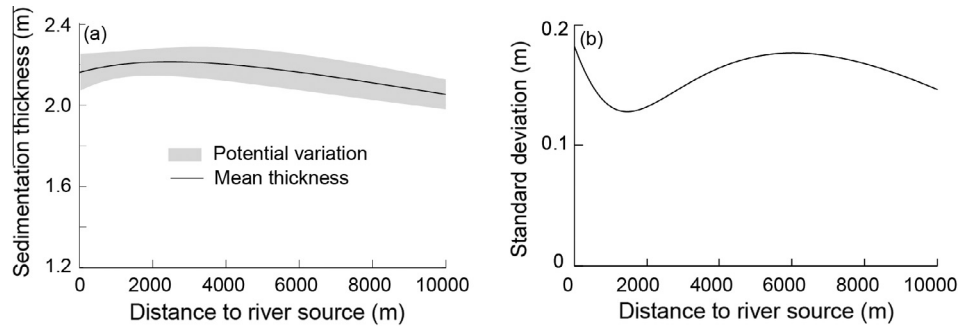 (a)
Sedimentation thickness (m)
2.4
2.0
1.6
1.2
Potential variation
Mean thickness
0 2000 4000 6000 8000 10000
Distance to river source (m)
(b)
Standard deviation (m)
0.2
0.1
0
0 2000 4000 6000 8000 10000
Distance to river source (m)